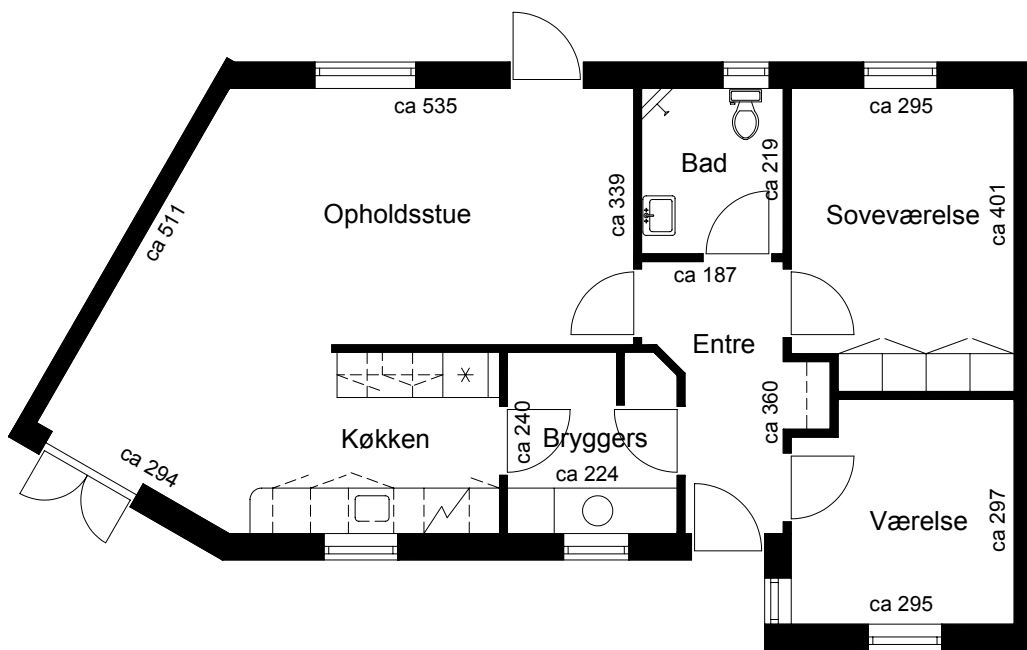 ca 535
ca 295
Bad
ca 219
ca 511
Opholdsstue
ca 339
Soveværelse
ca 401
ca 187
Entre
ca 360
Køkken
ca 240
Bryggers
ca 294
ca 224
Værelse
ca 297
ca 295